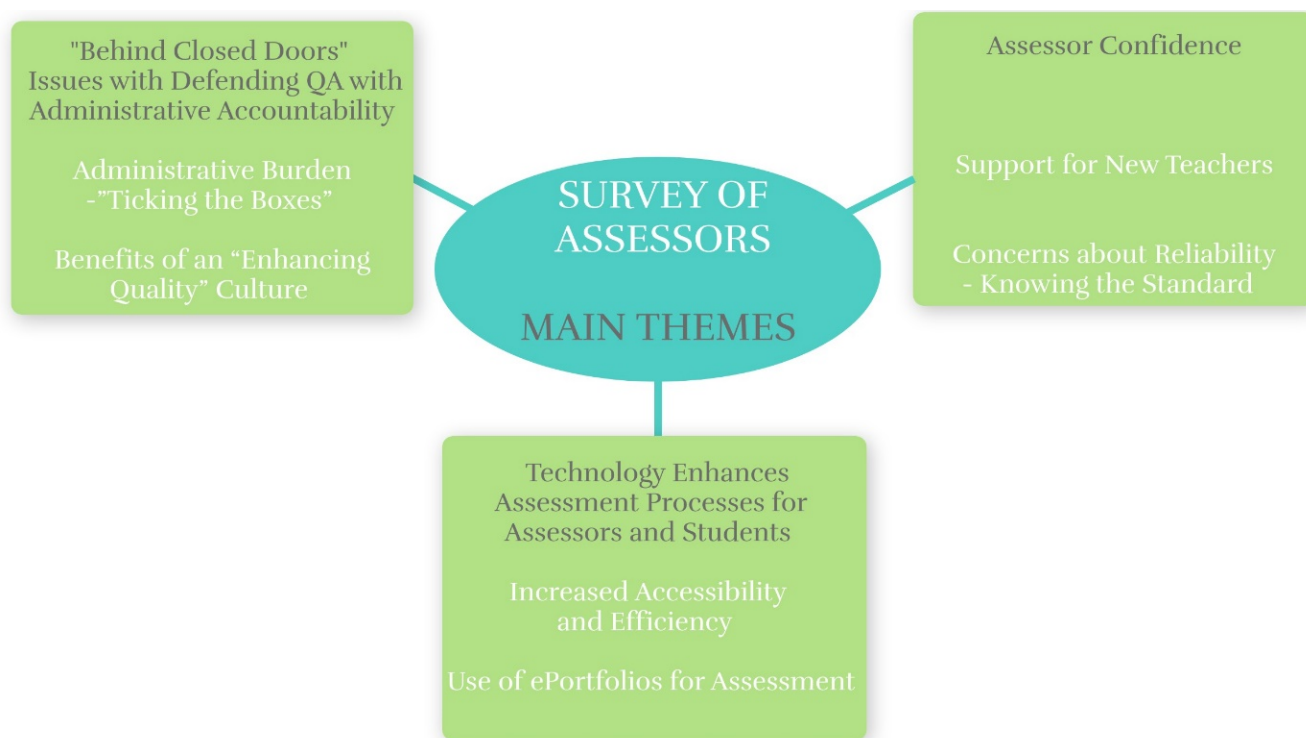 "Behind Closed Doors"
Issues with Defending QA with
Administrative Accountability
Administrative Burden
-”Ticking the Boxes”
Benefits of an “Enhancing
Quality” Culture
SURVEY OF
ASSESSORS
MAIN THEMES
Assessor Confidence
Support for New Teachers
Concerns about Reliability
- Knowing the Standard
Technology Enhances
Assessment Processes for
Assessors and Students
Increased Accessibility
and Efficiency
Use of ePortfolios for Assessment